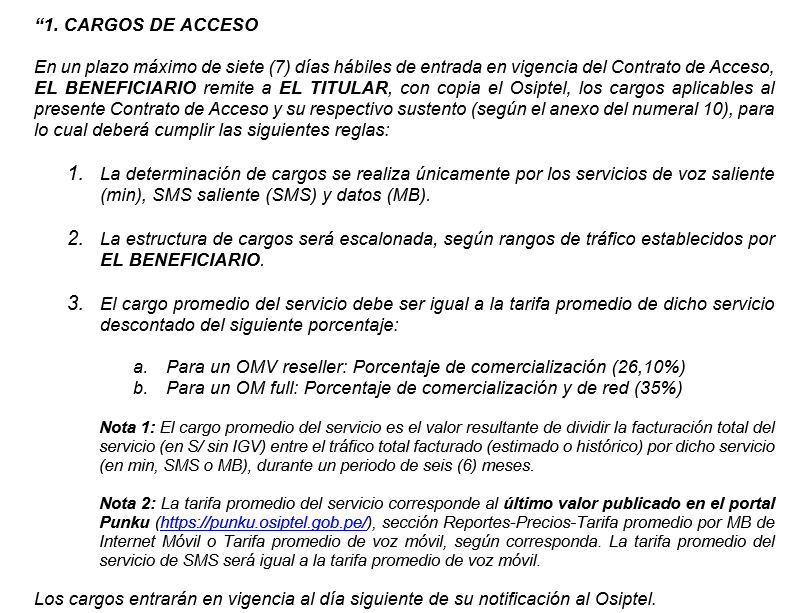 “1. CARGOS DE ACCESO
En un plazo máximo de siete (7) días hábiles de entrada en vigencia del Contrato de Acceso,
EL BENEFICIARIO remite a EL TITULAR, con copia el Osiptel, los cargos aplicables al
presente Contrato de Acceso y su respectivo sustento (según el anexo del numeral 10), para
lo cual deberá cumplir las siguientes reglas:
1. La determinación de cargos se realiza únicamente por los servicios de voz saliente
(min), SMS saliente (SMS) y datos (MB).
2. La estructura de cargos será escalonada, según rangos de tráfico establecidos por
EL BENEFICIARIO.
3. El cargo promedio del servicio debe ser igual a la tarifa promedio de dicho servicio
descontado del siguiente porcentaje:
a. Para un OMV reseller: Porcentaje de comercialización (26,10%)
b. Para un OM full: Porcentaje de comercialización y de red (35%)
Nota 1: El cargo promedio del servicio es el valor resultante de dividir la facturación total del
servicio (en S/ sin IGV) entre el tráfico total facturado (estimado o histórico) por dicho servicio
(en min, SMS o MB), durante un periodo de seis (6) meses.
Nota 2: La tarifa promedio del servicio corresponde al último valor publicado en el portal
Punku (https://punku.osiptel.gob.pe/), sección Reportes-Precios-Tarifa promedio por MB de
Internet Móvil o Tarifa promedio de voz móvil, según corresponda. La tarifa promedio del
servicio de SMS será igual a la tarifa promedio de voz móvil.
Los cargos entrarán en vigencia al día siguiente de su notificación al Osiptel.